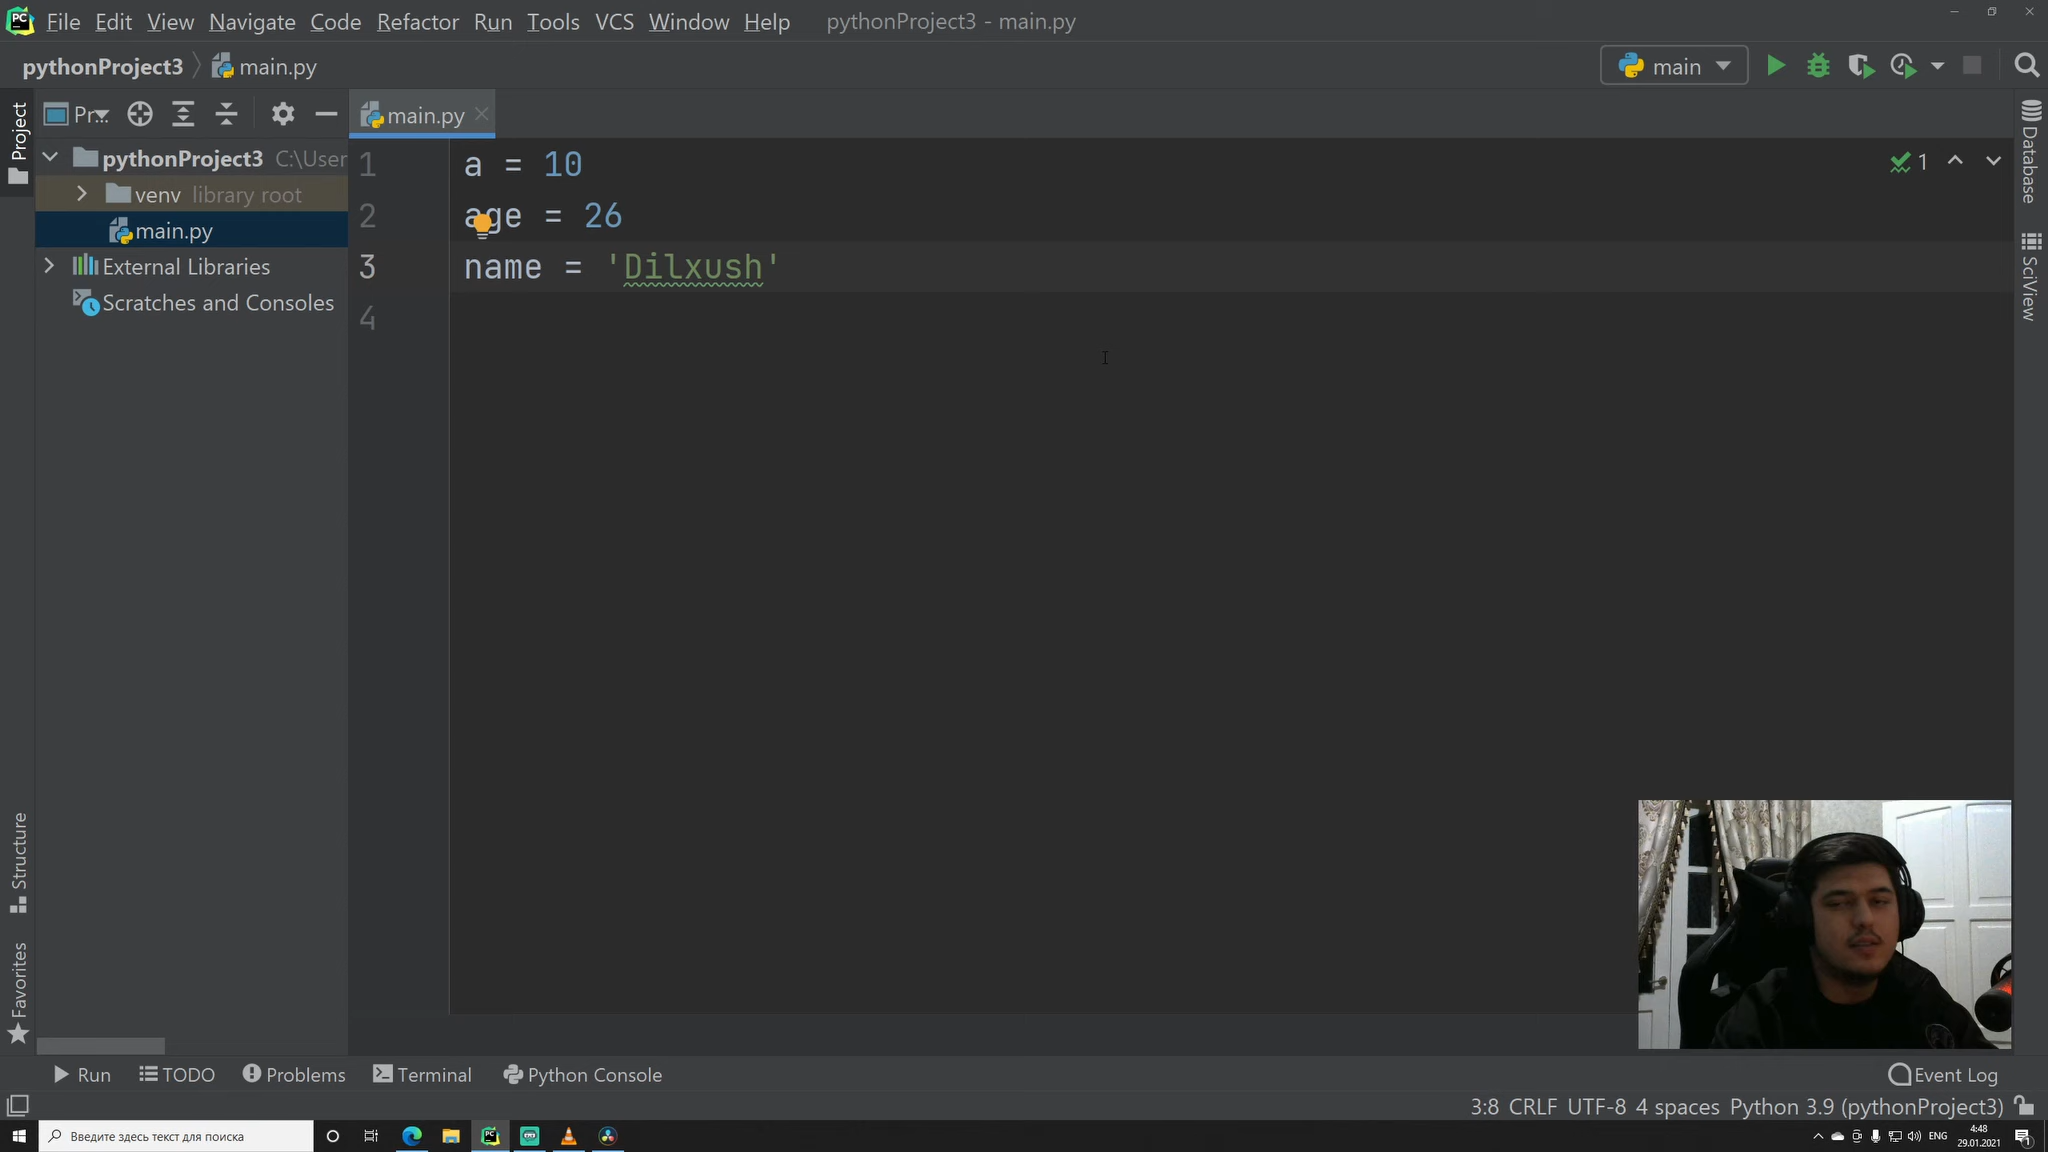 File Edit View Navigate Code Refactor Run Tools VCS Window Help pythonProject3 - main.py
pythonProject3 main.py main
Project
Pr
main.py
pythonProject3 C:\User
venv library root
main.py
External Libraries
Scratches and Consoles
1 a = 10
2 age = 26
3 name = 'Dilxush'
4
1
Database
SciView
Structure
Favorites
Run TODO Problems Terminal Python Console Event Log
3:8 CRLF UTF-8 4 spaces Python 3.9 (pythonProject3)
Введите здесь текст для поиска
ENG
4:48
29.01.2021